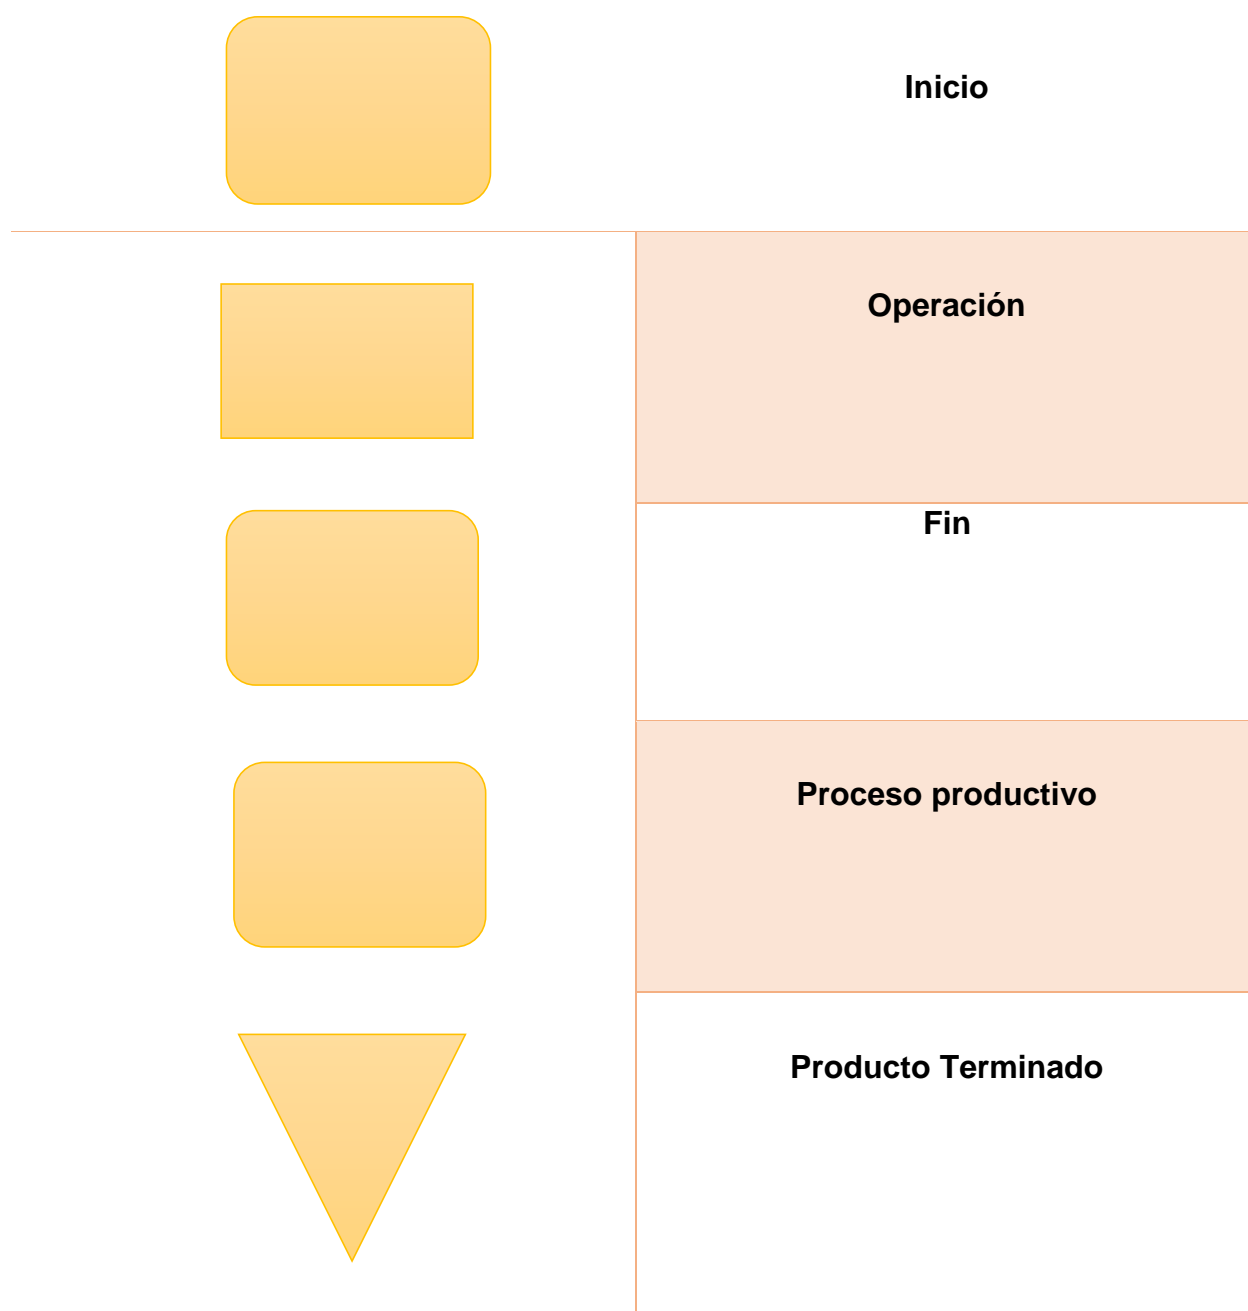 Inicio
Operación
Fin
Proceso productivo
Producto Terminado